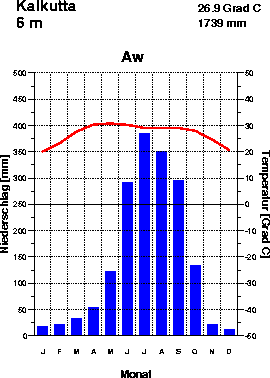 Kalkutta
6 m
26.9 Grad C
1739 mm
Aw
500
450
400
350
300
250
200
150
100
50
0
Niederschlag [mm]
50
40
30
20
10
0
-10
-20
-30
-40
-50
Temperatur [Grad C]
J F M A M J J A S O N D
Monat